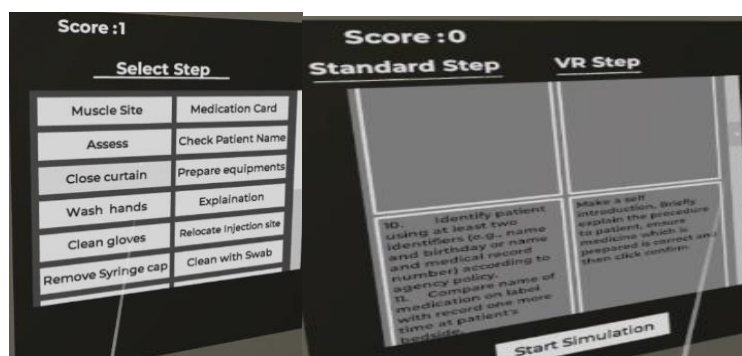 Score :1
Select Step
Muscle Site
Medication Card
Assess
Check Patient Name
Close curtain
Prepare equipments
Wash hands
Explaination
Clean gloves
Relocate Injection site
Remove Syringe cap
Clean with Swab
Score :0
Standard Step
VR Step
10. Identify patient
using at least two
identifiers (e.g., name
and birthday or name
and medical record
number) according to
agency policy.
11. Compare name of
medication on label
with record one more
time at patient's
bedside.
Make a self
introduction. Briefly
explain the procedure
to patient, ensure
medicine which is
prepared is correct and
then click confirm.
Start Simulation